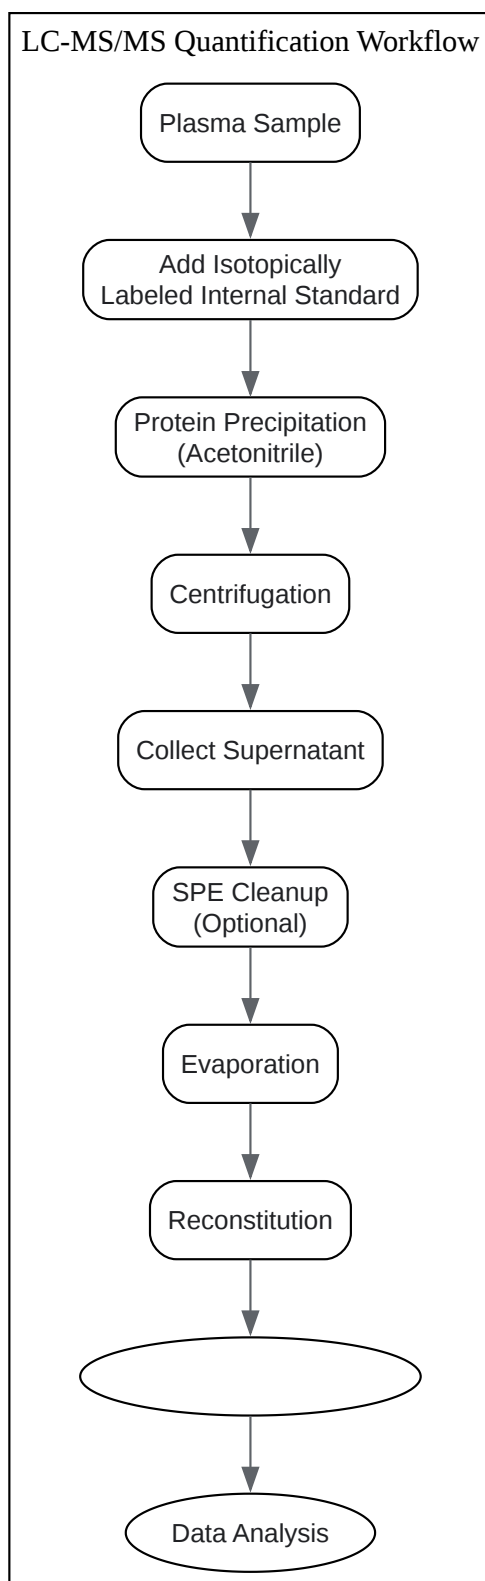 LC-MS/MS Quantification Workflow
Plasma Sample
Add Isotopically
Labeled Internal Standard
Protein Precipitation
(Acetonitrile)
Centrifugation
Collect Supernatant
SPE Cleanup
(Optional)
Evaporation
Reconstitution
Data Analysis